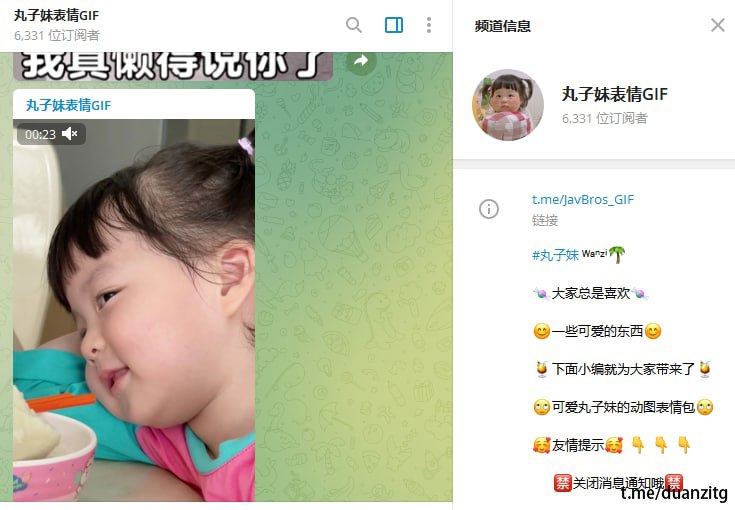 丸子妹表情GIF
6,331 位订阅者
我真懒得说你了
丸子妹表情GIF
00:23
频道信息
丸子妹表情GIF
6,331 位订阅者
t.me/JavBros_GIF
链接
#丸子妹 ᵂᵃⁿᶻⁱ🌴
🍬大家总是喜欢🍬
😊一些可爱的东西😊
🍹下面小编就为大家带来了🍹
🙄可爱丸子妹的动图表情包🙄
🥰友情提示🥰👇👇👇
🈲关闭消息通知哦🈲
t.me/duanzitg